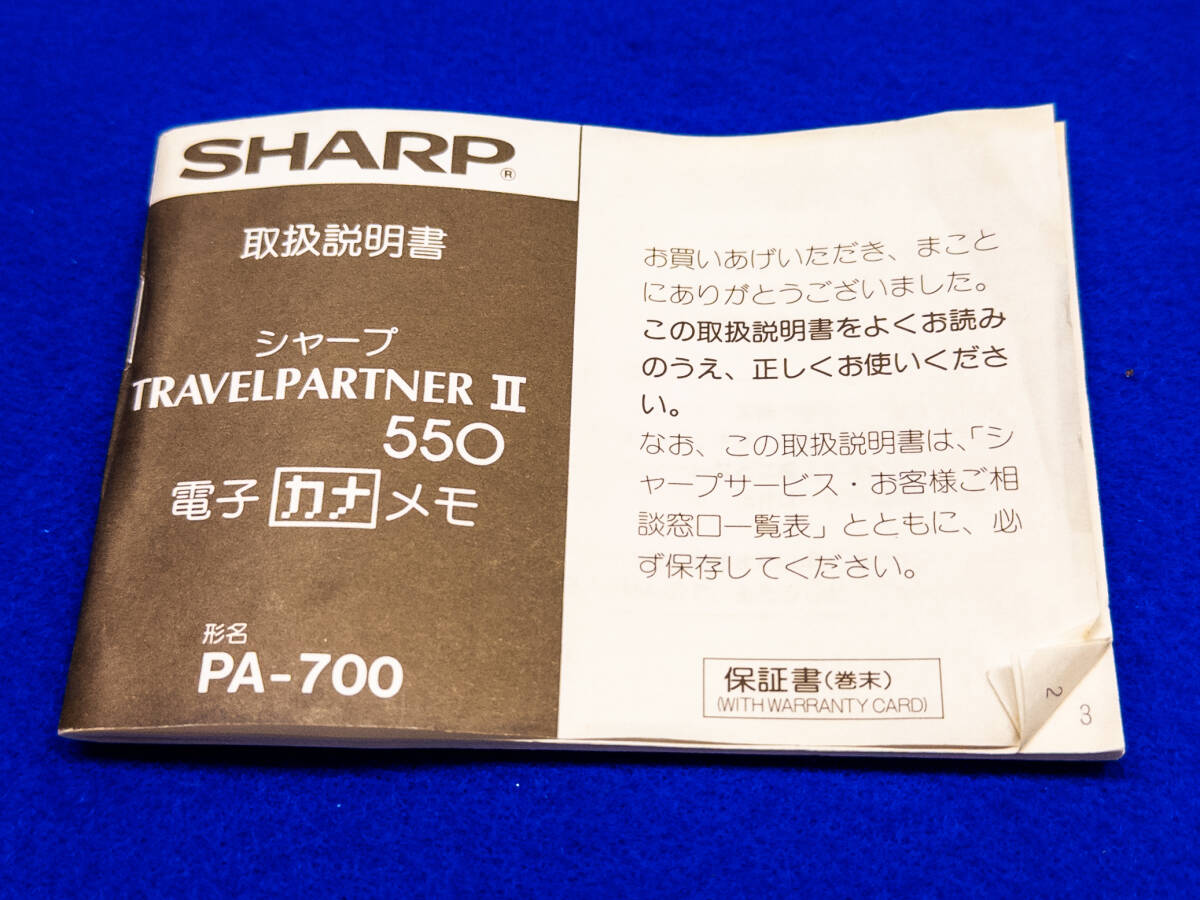 SHARP®
取扱説明書
シャープ
TRAVELPARTNER II
550
電子カナメモ
形名
PA-700
お買いあげいただき、まこと
にありがとうございました。
この取扱説明書をよくお読み
のうえ、正しくお使いくださ
い。
なお、この取扱説明書は、「シ
ャープサービス・お客様ご相
談窓口一覧表」とともに、必
ず保存してください。
保証書(巻末)
(WITH WARRANTY CARD)
2
3